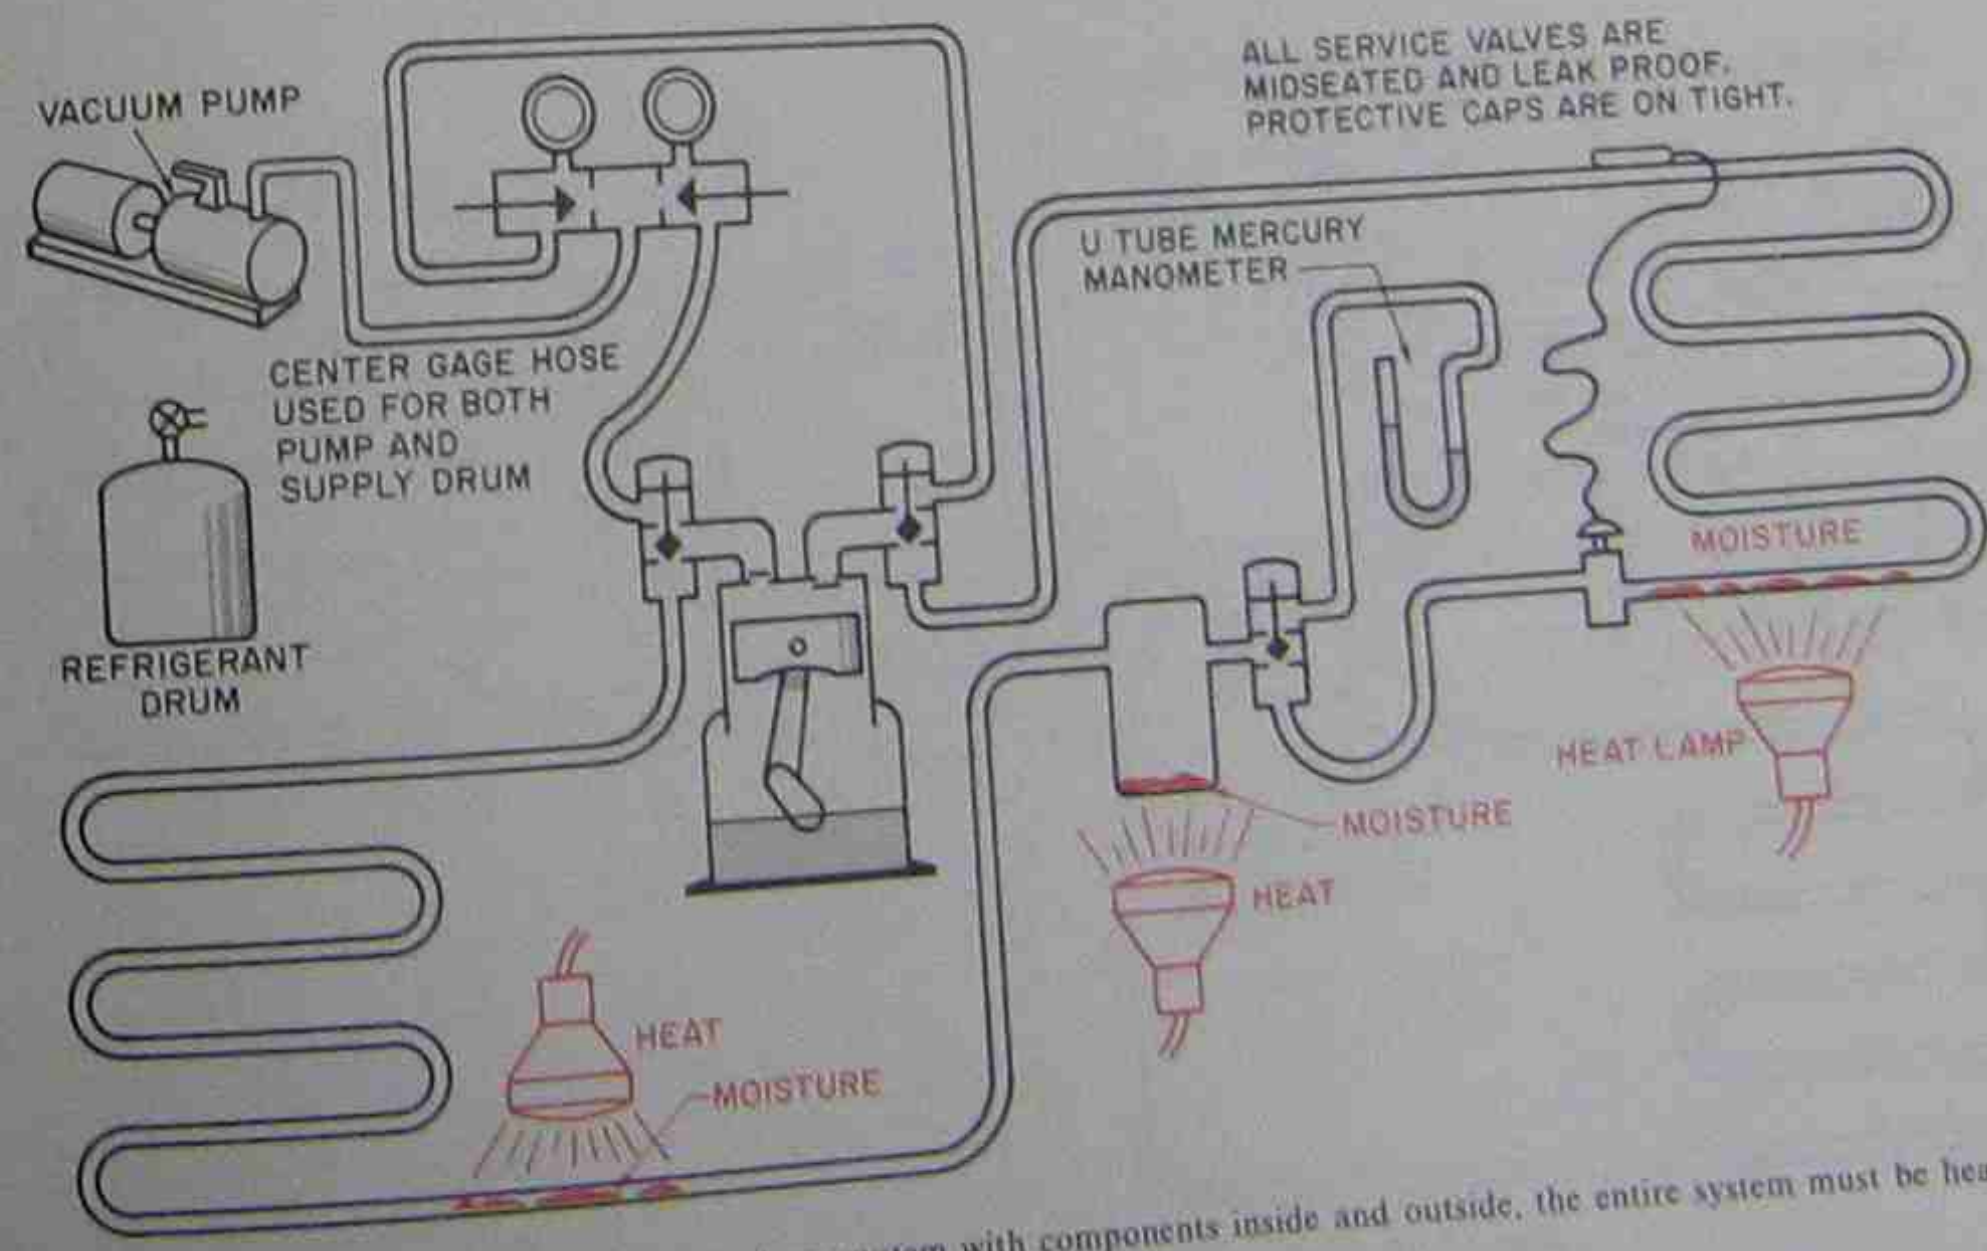 ALL SERVICE VALVES ARE
MIDSEATED AND LEAK PROOF.
PROTECTIVE CAPS ARE ON TIGHT.
VACUUM PUMP
U TUBE MERCURY
MANOMETER
CENTER GAGE HOSE
USED FOR BOTH
PUMP AND
SUPPLY DRUM
REFRIGERANT
DRUM
MOISTURE
HEAT LAMP
MOISTURE
HEAT
HEAT
MOISTURE
with components inside and outside, the entire system must be